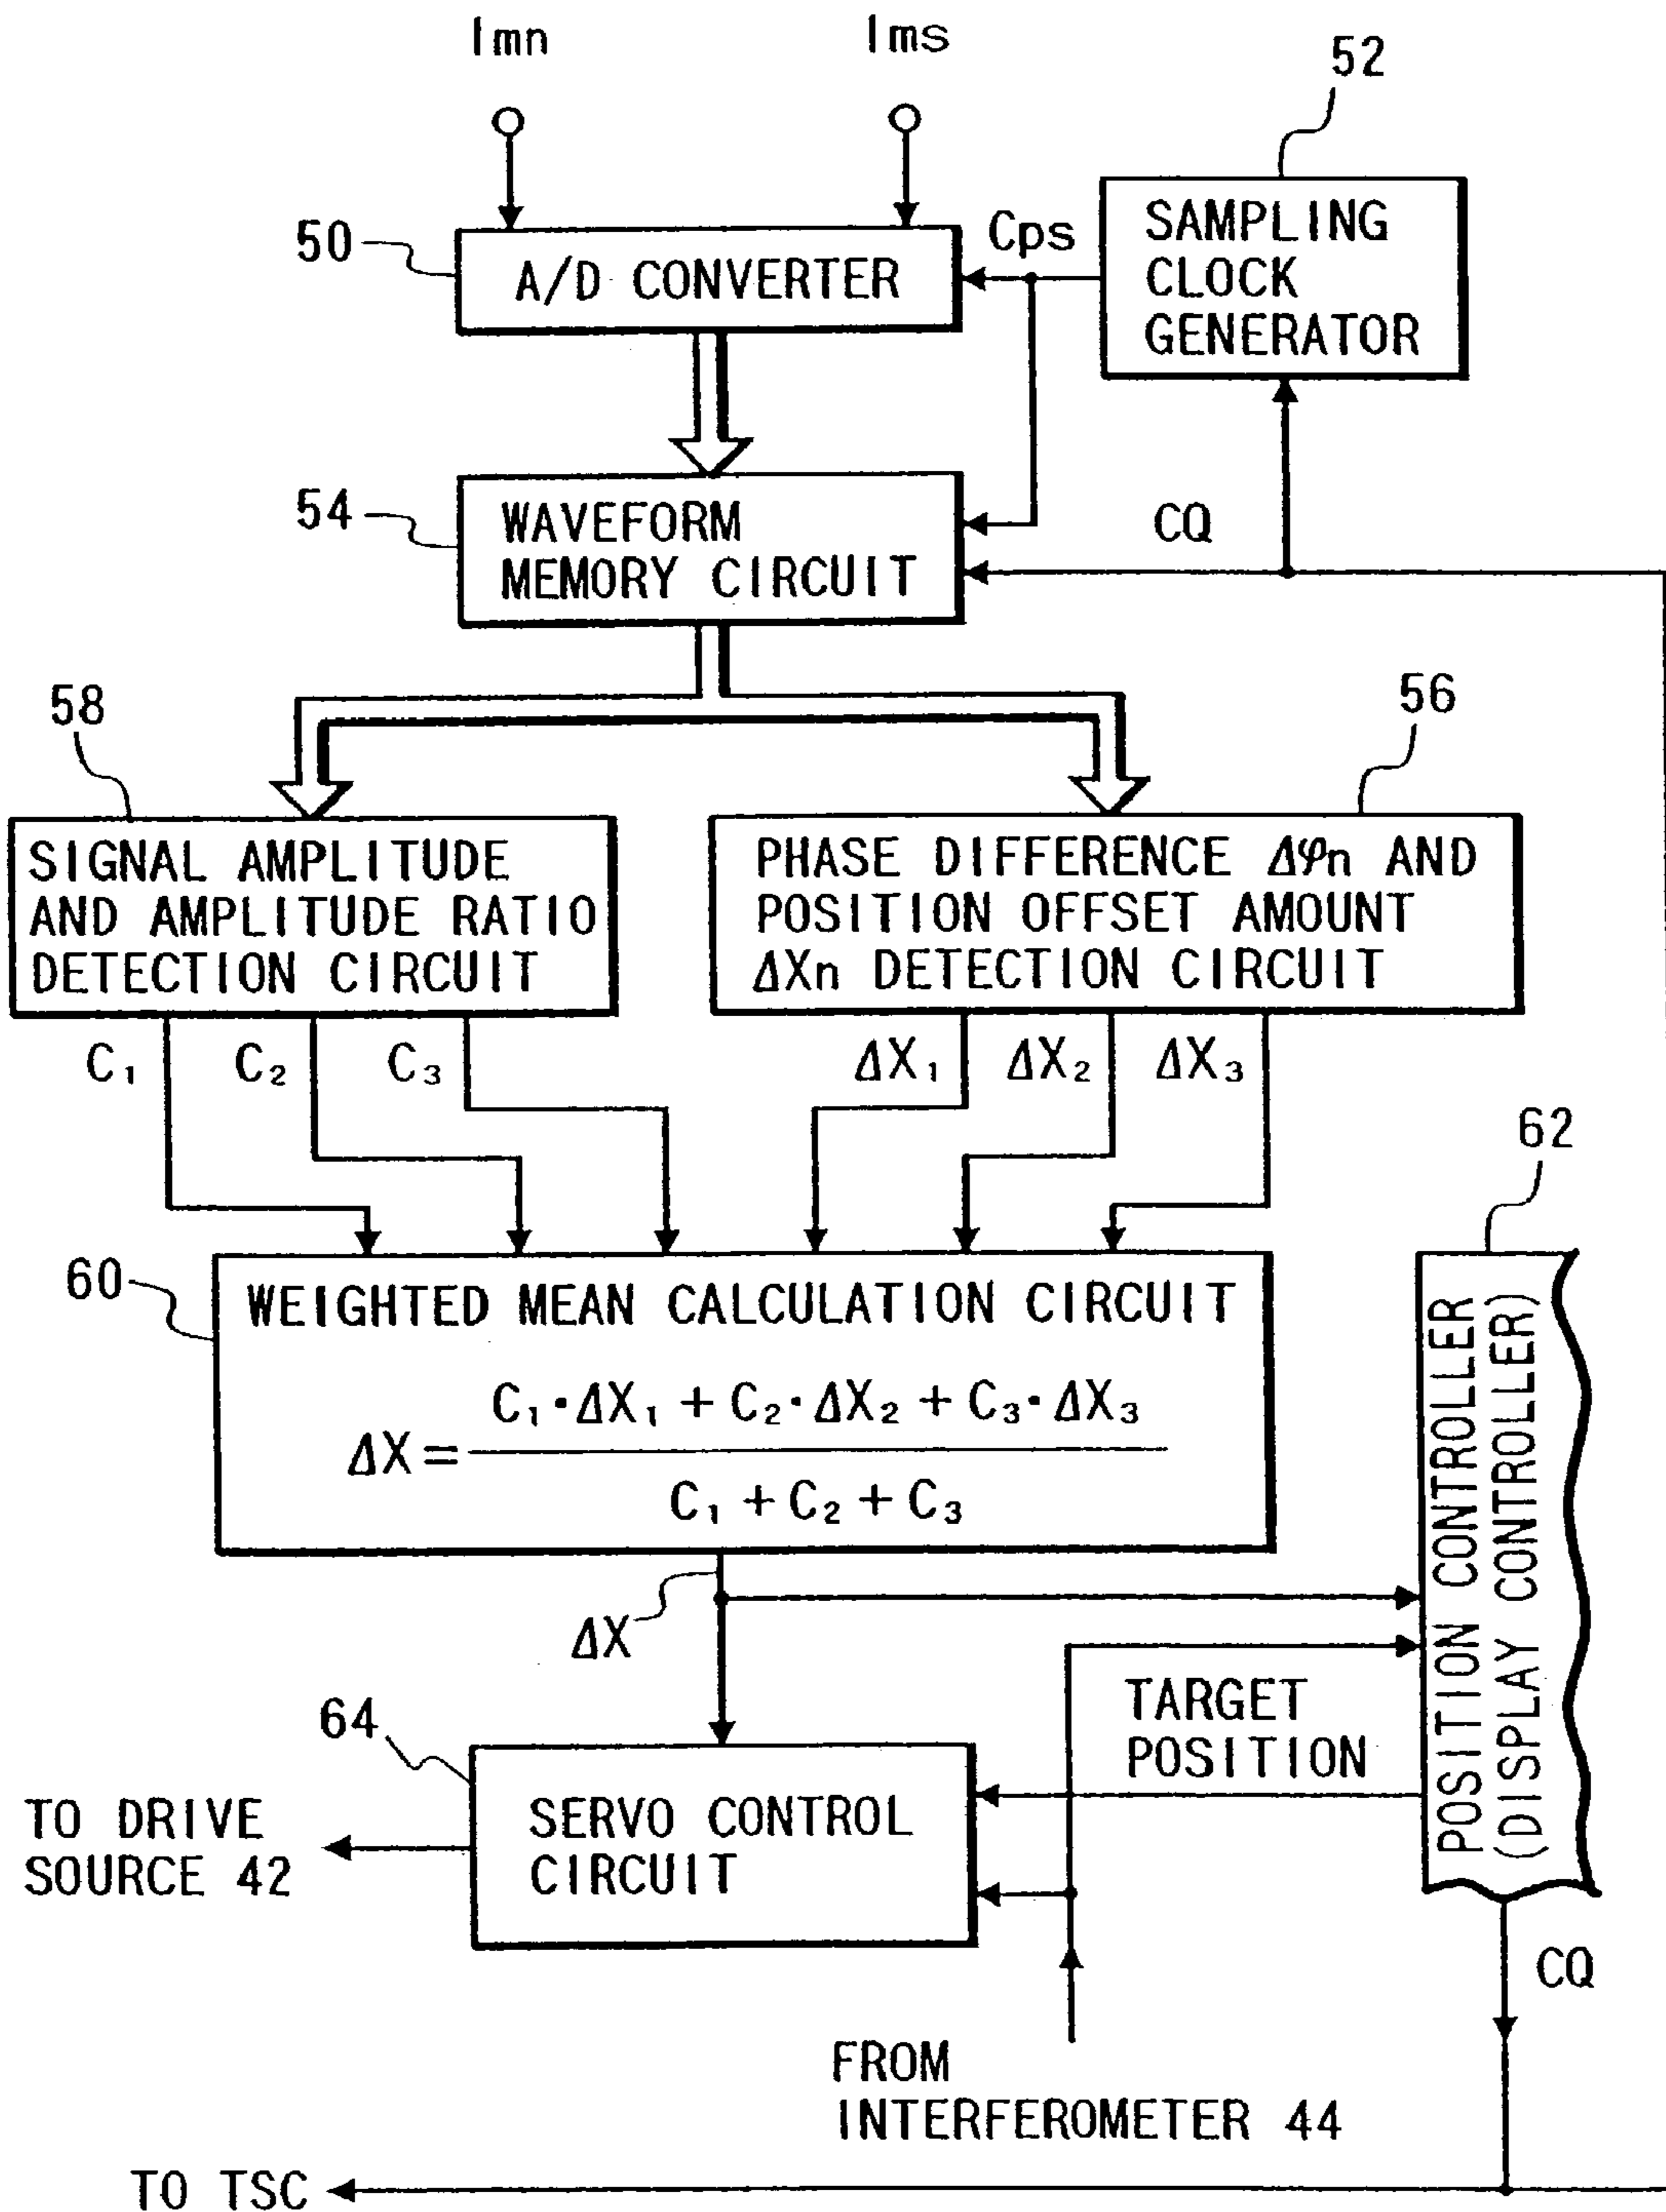 Imn
Ims
52
50
A/D CONVERTER
Cps
SAMPLING
CLOCK
GENERATOR
54
WAVEFORM
MEMORY CIRCUIT
CQ
58
56
SIGNAL AMPLITUDE
AND AMPLITUDE RATIO
DETECTION CIRCUIT
PHASE DIFFERENCE Δφn AND
POSITION OFFSET AMOUNT
ΔXn DETECTION CIRCUIT
C₁ C₂ C₃
ΔX₁ ΔX₂ ΔX₃
62
60
WEIGHTED MEAN CALCULATION CIRCUIT
C₁·ΔX₁ + C₂·ΔX₂ + C₃·ΔX₃
ΔX =
C₁ + C₂ + C₃
POSITION CONTROLLER
(DISPLAY CONTROLLER)
ΔX
TARGET
POSITION
64
SERVO CONTROL
CIRCUIT
TO DRIVE
SOURCE 42
CQ
FROM
INTERFEROMETER 44
TO TSC